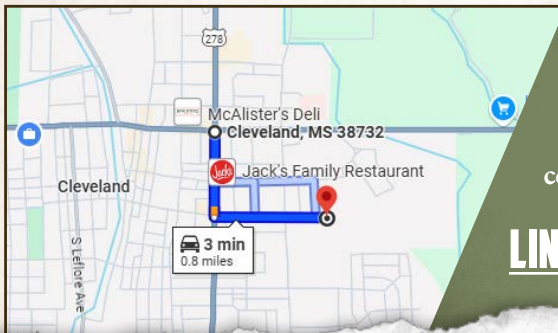 278
McAlister's Deli
Cleveland, MS 38732
Jack's
Jack's Family Restaurant
Cleveland
3 min
0.8 miles
S Leflore Ave
LIN